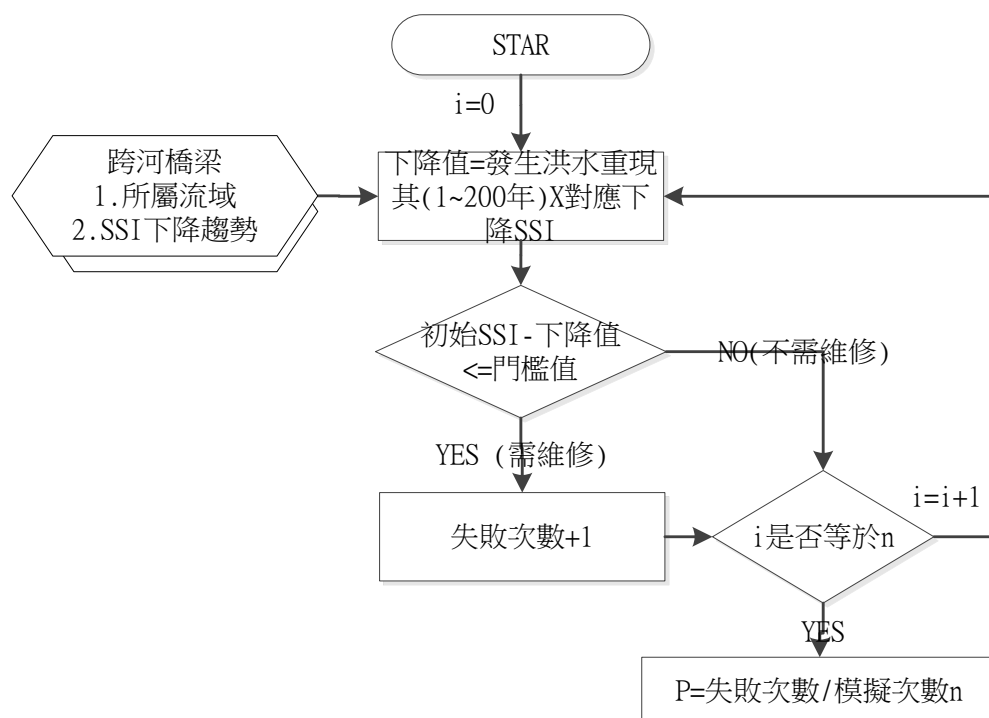 STAR
i=0
跨河橋梁
1.所屬流域
2.SSI下降趨勢
下降值=發生洪水重現
其(1~200年)X對應下
降SSI
初始SSI-下降值
<=門檻值
NO(不需維修)
YES (需維修)
失敗次數+1
i是否等於n
i=i+1
YES
P=失敗次數/模擬次數n